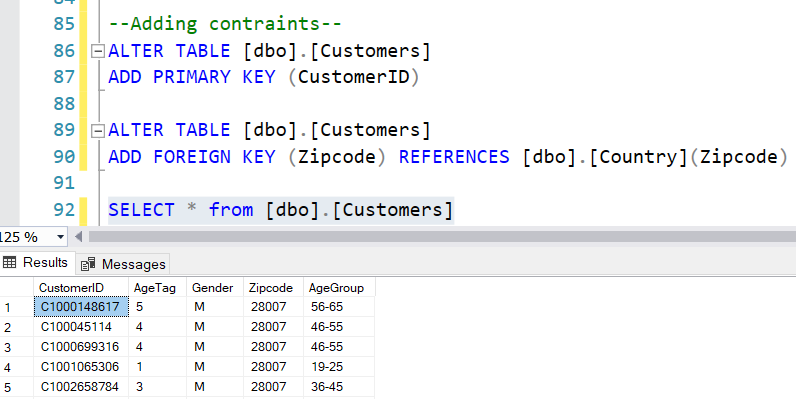 84
85 --Adding contraints--
86 ALTER TABLE [dbo].[Customers]
87 ADD PRIMARY KEY (CustomerID)
88
89 ALTER TABLE [dbo].[Customers]
90 ADD FOREIGN KEY (Zipcode) REFERENCES [dbo].[Country](Zipcode)
91
92 SELECT * from [dbo].[Customers]
125 %
Results Messages
CustomerID AgeTag Gender Zipcode AgeGroup
1 C1000148617 5 M 28007 56-65
2 C100045114 4 M 28007 46-55
3 C1000699316 4 M 28007 46-55
4 C1001065306 1 M 28007 19-25
5 C1002658784 3 M 28007 36-45